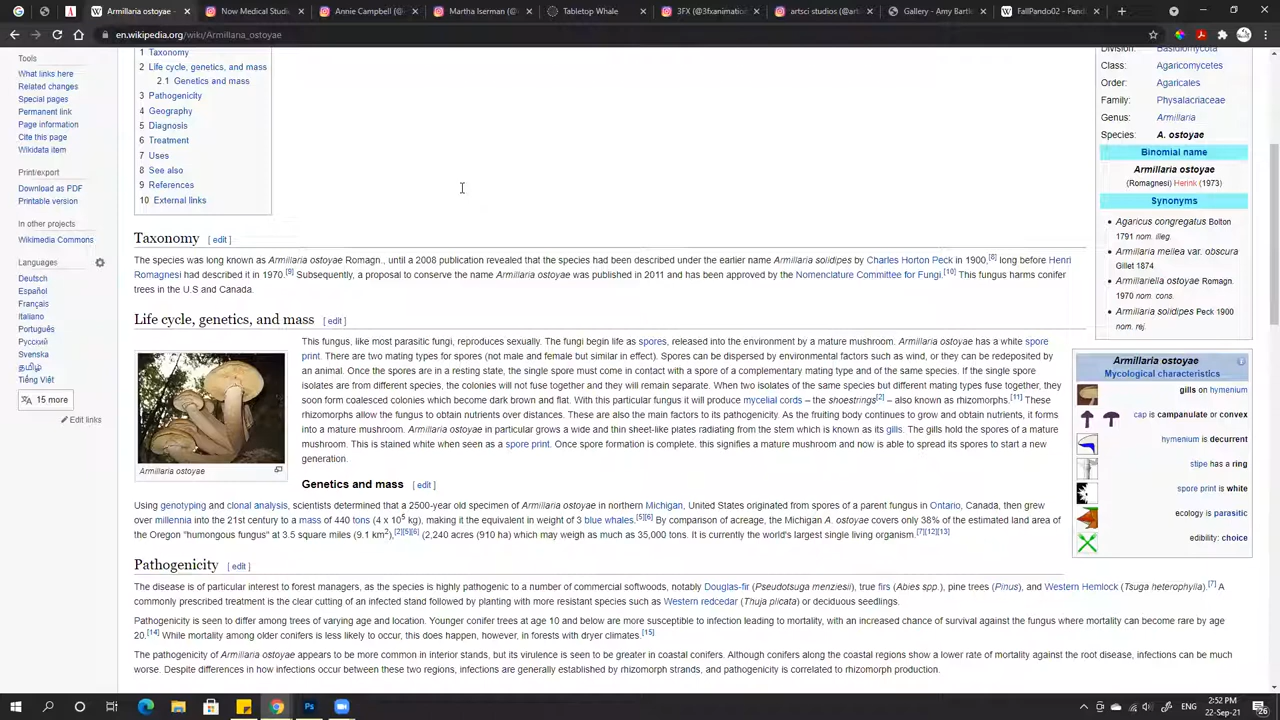 Armillaria ostoyae - W
Now Medical Studi
Annie Campbell (@
Martha Iserman (@
Tabletop Whale
3FX (@3fxanimatio
artsci studios (@art
Gallery - Amy Barth
FallPando02 - Pand
en.wikipedia.org/wiki/Armillaria_ostoyae
Tools
What links here
Related changes
Special pages
Permanent link
Page information
Cite this page
Wikidata item
Print/export
Download as PDF
Printable version
In other projects
Wikimedia Commons
Languages
Deutsch
Español
Français
Italiano
Português
Русский
Svenska
தமிழ்
Tiếng Việt
15 more
Edit links
1 Taxonomy
2 Life cycle, genetics, and mass
2.1 Genetics and mass
3 Pathogenicity
4 Geography
5 Diagnosis
6 Treatment
7 Uses
8 See also
9 References
10 External links
Taxonomy [ edit ]
The species was long known as Armillaria ostoyae Romagn., until a 2008 publication revealed that the species had been described under the earlier name Armillaria solidipes by Charles Horton Peck in 1900,[8] long before Henri
Romagnesi had described it in 1970.[9] Subsequently, a proposal to conserve the name Armillaria ostoyae was published in 2011 and has been approved by the Nomenclature Committee for Fungi.[10] This fungus harms conifer
trees in the U.S and Canada.
Life cycle, genetics, and mass [ edit ]
This fungus, like most parasitic fungi, reproduces sexually. The fungi begin life as spores, released into the environment by a mature mushroom. Armillaria ostoyae has a white spore
print. There are two mating types for spores (not male and female but similar in effect). Spores can be dispersed by environmental factors such as wind, or they can be redeposited by
an animal. Once the spores are in a resting state, the single spore must come in contact with a spore of a complementary mating type and of the same species. If the single spore
isolates are from different species, the colonies will not fuse together and they will remain separate. When two isolates of the same species but different mating types fuse together, they
soon form coalesced colonies which become dark brown and flat. With this particular fungus it will produce mycelial cords – the shoestrings[2] – also known as rhizomorphs.[11] These
rhizomorphs allow the fungus to obtain nutrients over distances. These are also the main factors to its pathogenicity. As the fruiting body continues to grow and obtain nutrients, it forms
into a mature mushroom. Armillaria ostoyae in particular grows a wide and thin sheet-like plates radiating from the stem which is known as its gills. The gills hold the spores of a mature
mushroom. This is stained white when seen as a spore print. Once spore formation is complete, this signifies a mature mushroom and now is able to spread its spores to start a new
generation.
Armillaria ostoyae
Genetics and mass [ edit ]
Using genotyping and clonal analysis, scientists determined that a 2500-year old specimen of Armillaria ostoyae in northern Michigan, United States originated from spores of a parent fungus in Ontario, Canada, then grew
over millennia into the 21st century to a mass of 440 tons (4 x 10⁵ kg), making it the equivalent in weight of 3 blue whales.[5][6] By comparison of acreage, the Michigan A. ostoyae covers only 38% of the estimated land area of
the Oregon "humongous fungus" at 3.5 square miles (9.1 km²),[2][5][6] (2,240 acres (910 ha) which may weigh as much as 35,000 tons. It is currently the world's largest single living organism.[7][12][13]
Pathogenicity [ edit ]
The disease is of particular interest to forest managers, as the species is highly pathogenic to a number of commercial softwoods, notably Douglas-fir (Pseudotsuga menziesii), true firs (Abies spp.), pine trees (Pinus), and Western Hemlock (Tsuga heterophylla).[7] A
commonly prescribed treatment is the clear cutting of an infected stand followed by planting with more resistant species such as Western redcedar (Thuja plicata) or deciduous seedlings.
Pathogenicity is seen to differ among trees of varying age and location. Younger conifer trees at age 10 and below are more susceptible to infection leading to mortality, with an increased chance of survival against the fungus where mortality can become rare by age
20.[14] While mortality among older conifers is less likely to occur, this does happen, however, in forests with dryer climates.[15]
The pathogenicity of Armillaria ostoyae appears to be more common in interior stands, but its virulence is seen to be greater in coastal conifers. Although conifers along the coastal regions show a lower rate of mortality against the root disease, infections can be much
worse. Despite differences in how infections occur between these two regions, infections are generally established by rhizomorph strands, and pathogenicity is correlated to rhizomorph production.
Division: Basidiomycota
Class: Agaricomycetes
Order: Agaricales
Family: Physalacriaceae
Genus: Armillaria
Species: A. ostoyae
Binomial name
Armillaria ostoyae
(Romagnesi) Herink (1973)
Synonyms
Agaricus congregatus Bolton
1791 nom. illeg.
Armillaria mellea var. obscura
Gillet 1874
Armillariella ostoyae Romagn.
1970 nom. cons.
Armillaria solidipes Peck 1900
nom. rej.
Armillaria ostoyae
Mycological characteristics
gills on hymenium
cap is campanulate or convex
hymenium is decurrent
stipe has a ring
spore print is white
ecology is parasitic
edibility: choice
ENG
2:52 PM
22-Sep-21
26